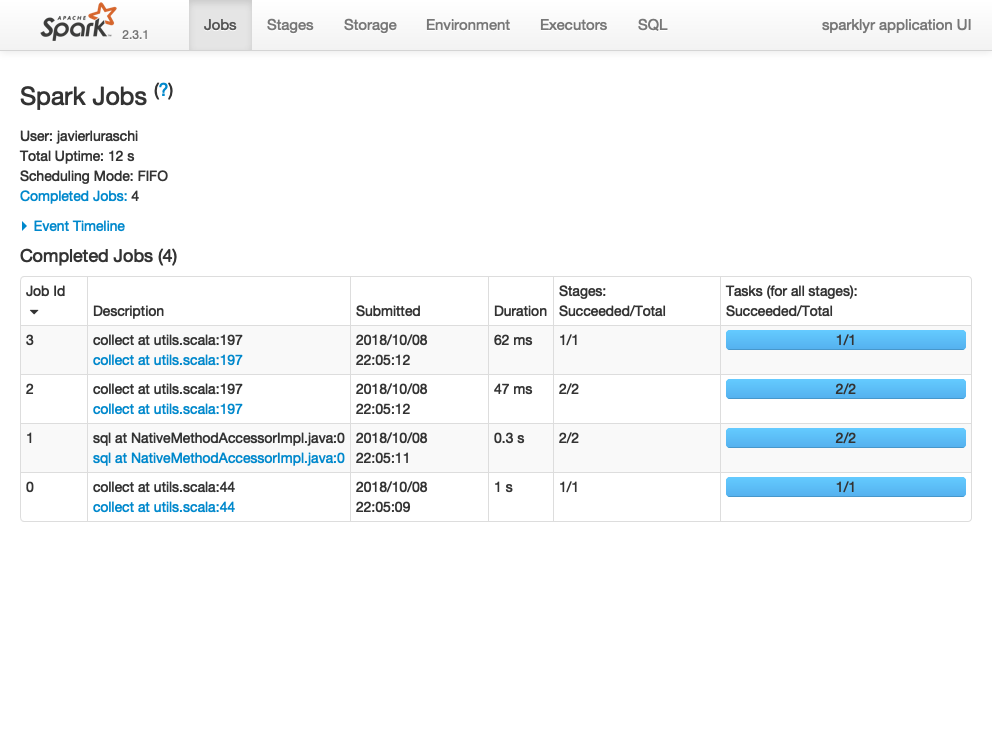 APACHE
Spark 2.3.1 Jobs Stages Storage Environment Executors SQL sparklyr application UI
Spark Jobs (?)
User: javierluraschi
Total Uptime: 12 s
Scheduling Mode: FIFO
Completed Jobs: 4
Event Timeline
Completed Jobs (4)
Job Id Description Submitted Duration Stages: Succeeded/Total Tasks (for all stages): Succeeded/Total
3 collect at utils.scala:197 2018/10/08 62 ms 1/1 1/1
collect at utils.scala:197 22:05:12
2 collect at utils.scala:197 2018/10/08 47 ms 2/2 2/2
collect at utils.scala:197 22:05:12
1 sql at NativeMethodAccessorImpl.java:0 2018/10/08 0.3 s 2/2 2/2
sql at NativeMethodAccessorImpl.java:0 22:05:11
0 collect at utils.scala:44 2018/10/08 1 s 1/1 1/1
collect at utils.scala:44 22:05:09